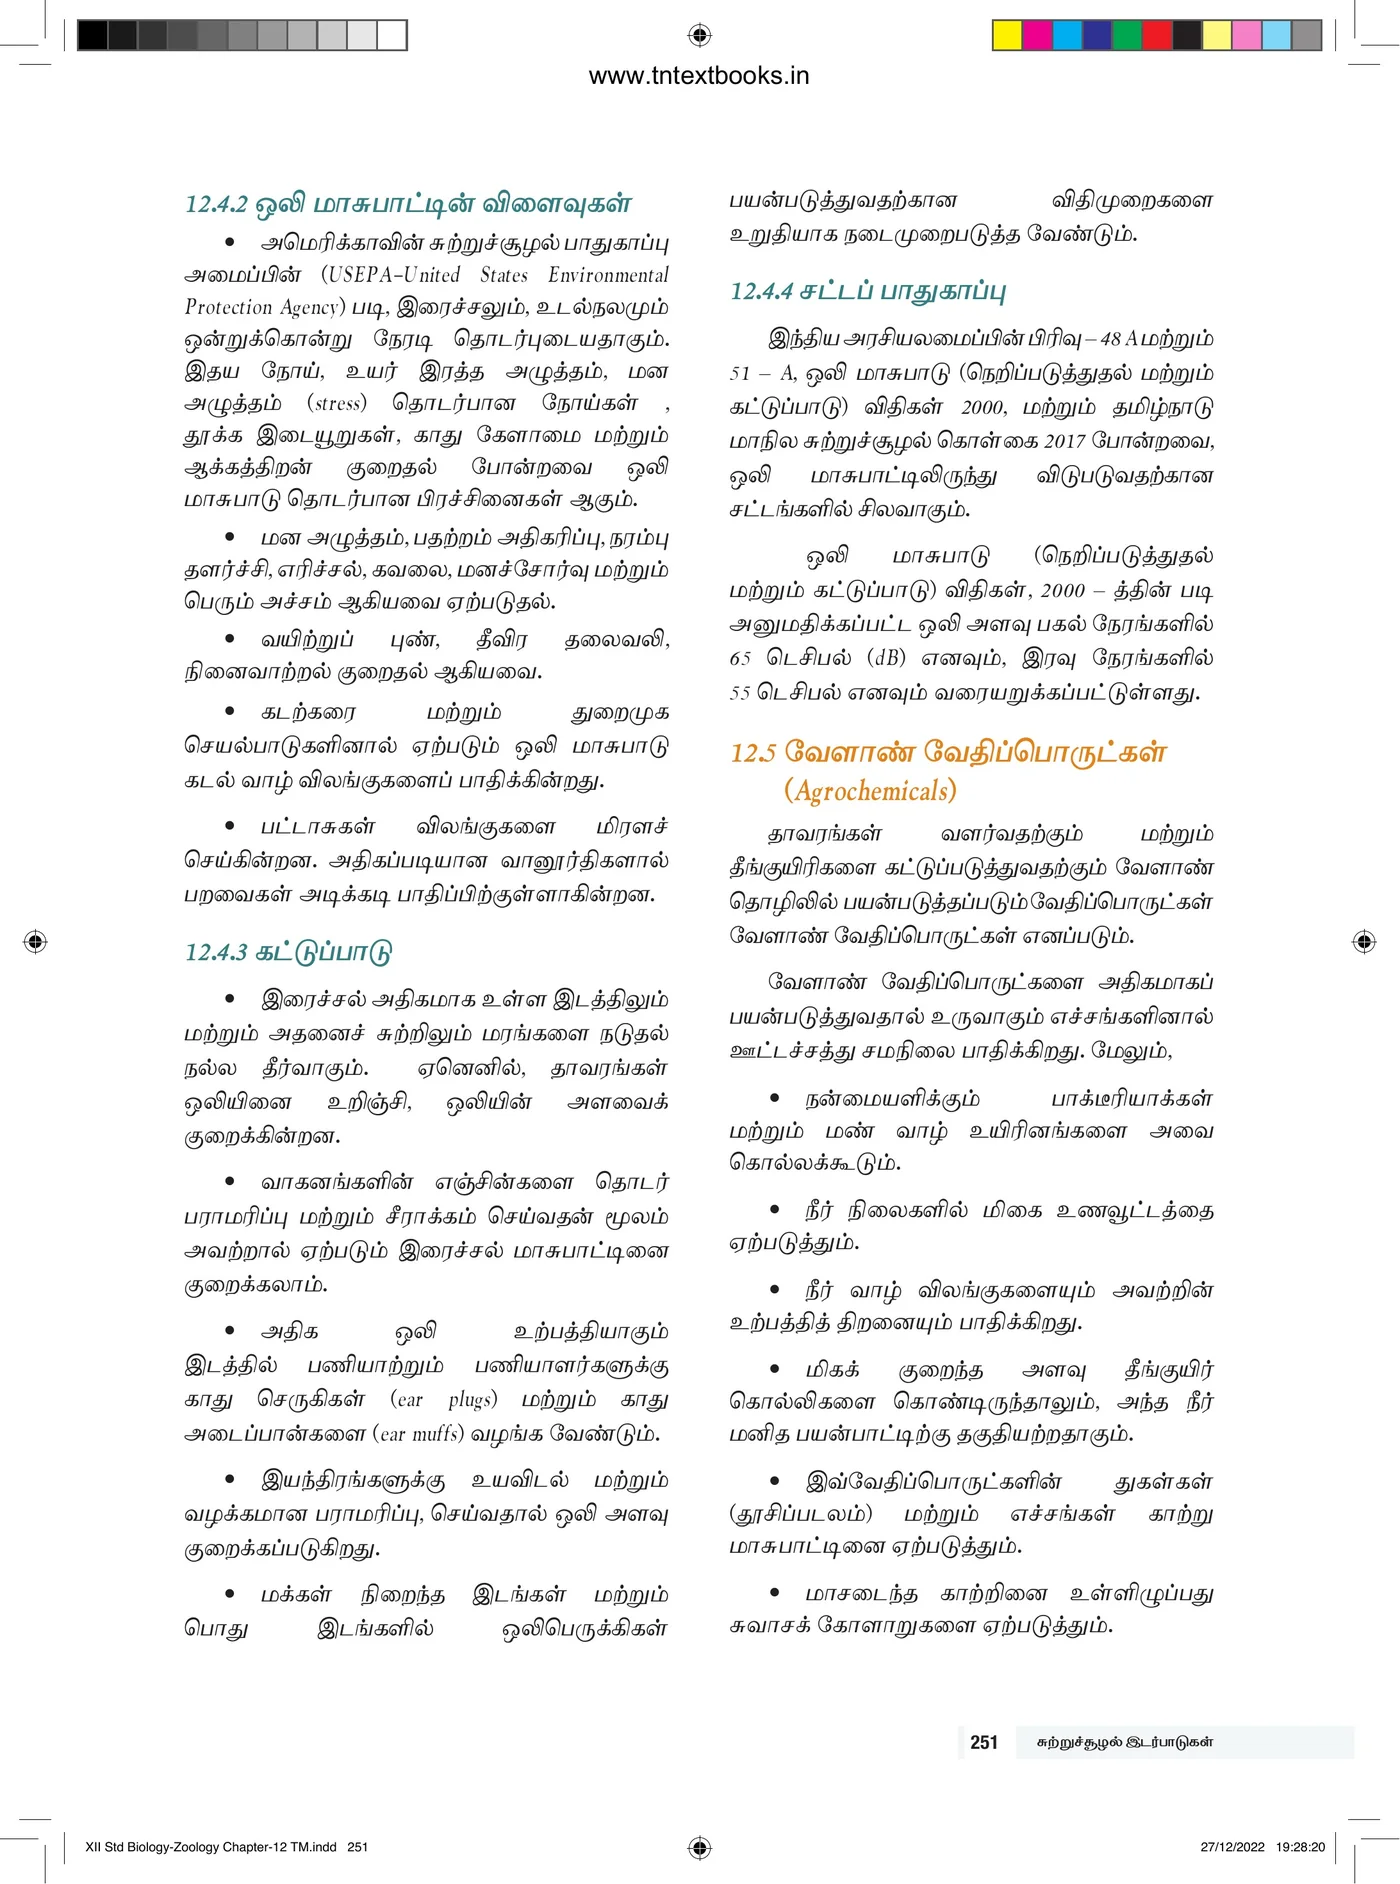 www.tntextbooks.in
12.4.2 ஒலி மாசுபாட்டின் விளைவுகள்
• அமெரிக்காவின் சுற்றுச்சூழல் பாதுகாப்பு
அமைப்பின் (USEPA–United States Environmental
Protection Agency) படி, இரைச்சலும், உடல்நலமும்
ஒன்றுக்கொன்று நேரடி தொடர்புடையதாகும்.
இதய நோய், உயர் இரத்த அழுத்தம், மன
அழுத்தம் (stress) தொடர்பான நோய்கள் ,
தூக்க இடையூறுகள், காது கேளாமை மற்றும்
ஆக்கத்திறன் குறைதல் போன்றவை ஒலி
மாசுபாடு தொடர்பான பிரச்சினைகள் ஆகும்.
• மன அழுத்தம், பதற்றம் அதிகரிப்பு, நரம்பு
தளர்ச்சி, எரிச்சல், கவலை, மனச்சோர்வு மற்றும்
பெரும் அச்சம் ஆகியவை ஏற்படுதல்.
• வயிற்றுப் புண், தீவிர தலைவலி,
நினைவாற்றல் குறைதல் ஆகியவை.
• கடற்கரை மற்றும் துறைமுக
செயல்பாடுகளினால் ஏற்படும் ஒலி மாசுபாடு
கடல் வாழ் விலங்குகளைப் பாதிக்கின்றது.
• பட்டாசுகள் விலங்குகளை மிரளச்
செய்கின்றன. அதிகப்படியான வானூர்திகளால்
பறவைகள் அடிக்கடி பாதிப்பிற்குள்ளாகின்றன.
12.4.3 கட்டுப்பாடு
• இரைச்சல் அதிகமாக உள்ள இடத்திலும்
மற்றும் அதனைச் சுற்றிலும் மரங்களை நடுதல்
நல்ல தீர்வாகும். ஏனெனில், தாவரங்கள்
ஒலியினை உறிஞ்சி, ஒலியின் அளவைக்
குறைக்கின்றன.
• வாகனங்களின் எஞ்சின்களை தொடர்
பராமரிப்பு மற்றும் சீராக்கம் செய்வதன் மூலம்
அவற்றால் ஏற்படும் இரைச்சல் மாசுபாட்டினை
குறைக்கலாம்.
• அதிக ஒலி உற்பத்தியாகும்
இடத்தில் பணியாற்றும் பணியாளர்களுக்கு
காது செருகிகள் (ear plugs) மற்றும் காது
அடைப்பான்களை (ear muffs) வழங்க வேண்டும்.
• இயந்திரங்களுக்கு உயவிடல் மற்றும்
வழக்கமான பராமரிப்பு, செய்வதால் ஒலி அளவு
குறைக்கப்படுகிறது.
• மக்கள் நிறைந்த இடங்கள் மற்றும்
பொது இடங்களில் ஒலிபெருக்கிகள்
பயன்படுத்துவதற்கான விதிமுறைகளை
உறுதியாக நடைமுறைபடுத்த வேண்டும்.
12.4.4 சட்டப் பாதுகாப்பு
இந்திய அரசியலமைப்பின் பிரிவு – 48 A மற்றும்
51 – A, ஒலி மாசுபாடு (நெறிப்படுத்துதல் மற்றும்
கட்டுப்பாடு) விதிகள் 2000, மற்றும் தமிழ்நாடு
மாநில சுற்றுச்சூழல் கொள்கை 2017 போன்றவை,
ஒலி மாசுபாட்டிலிருந்து விடுபடுவதற்கான
சட்டங்களில் சிலவாகும்.
ஒலி மாசுபாடு (நெறிப்படுத்துதல்
மற்றும் கட்டுப்பாடு) விதிகள், 2000 – த்தின் படி
அனுமதிக்கப்பட்ட ஒலி அளவு பகல் நேரங்களில்
65 டெசிபல் (dB) எனவும், இரவு நேரங்களில்
55 டெசிபல் எனவும் வரையறுக்கப்பட்டுள்ளது.
12.5 வேளாண் வேதிப்பொருட்கள்
(Agrochemicals)
தாவரங்கள் வளர்வதற்கும் மற்றும்
தீங்குயிரிகளை கட்டுப்படுத்துவதற்கும் வேளாண்
தொழிலில் பயன்படுத்தப்படும் வேதிப்பொருட்கள்
வேளாண் வேதிப்பொருட்கள் எனப்படும்.
வேளாண் வேதிப்பொருட்களை அதிகமாகப்
பயன்படுத்துவதால் உருவாகும் எச்சங்களினால்
ஊட்டச்சத்து சமநிலை பாதிக்கிறது. மேலும்,
• நன்மையளிக்கும் பாக்டீரியாக்கள்
மற்றும் மண் வாழ் உயிரினங்களை அவை
கொல்லக்கூடும்.
• நீர் நிலைகளில் மிகை உணவூட்டத்தை
ஏற்படுத்தும்.
• நீர் வாழ் விலங்குகளையும் அவற்றின்
உற்பத்தித் திறனையும் பாதிக்கிறது.
• மிகக் குறைந்த அளவு தீங்குயிர்
கொல்லிகளை கொண்டிருந்தாலும், அந்த நீர்
மனித பயன்பாட்டிற்கு தகுதியற்றதாகும்.
• இவ்வேதிப்பொருட்களின் துகள்கள்
(தூசிப்படலம்) மற்றும் எச்சங்கள் காற்று
மாசுபாட்டினை ஏற்படுத்தும்.
• மாசடைந்த காற்றினை உள்ளிழுப்பது
சுவாசக் கோளாறுகளை ஏற்படுத்தும்.
251 சுற்றுச்சூழல் இடர்பாடுகள்
XII Std Biology-Zoology Chapter-12 TM.indd 251 27/12/2022 19:28:20